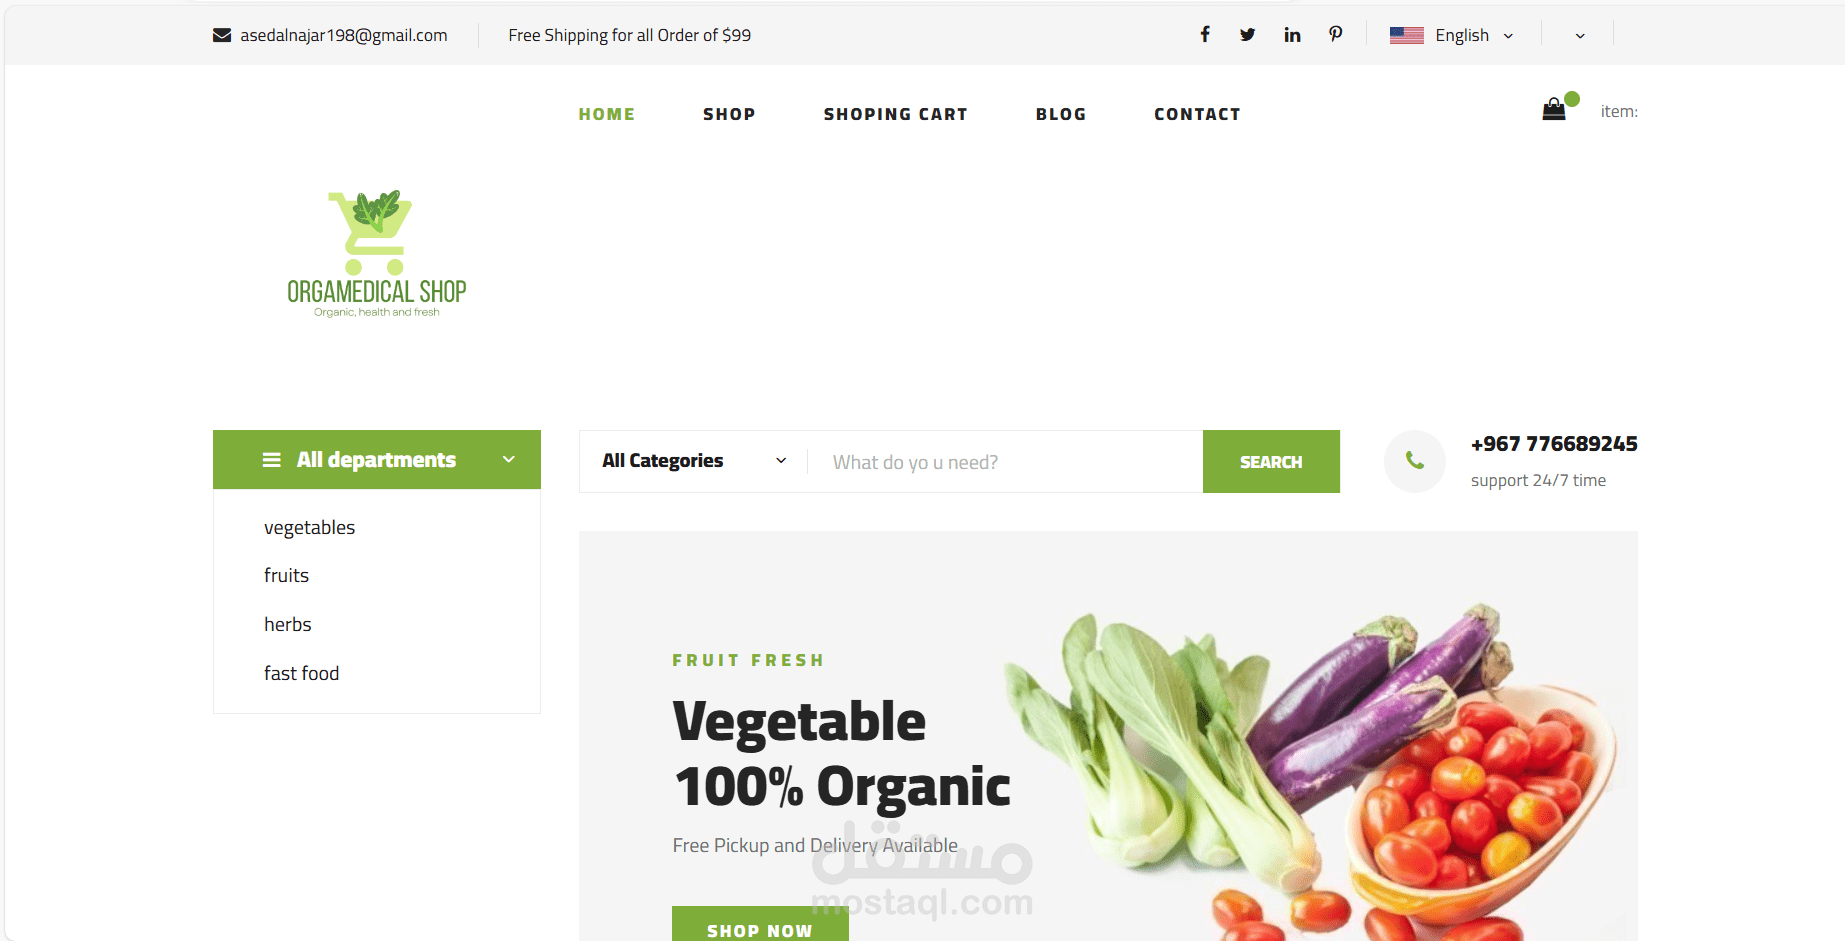 asedalnajar198@gmail.com
Free Shipping for all Order of $99
English
HOME
SHOP
SHOPING CART
BLOG
CONTACT
item:
ORGAMEDICAL SHOP
Organic, health and fresh
All departments
All Categories
What do yo u need?
SEARCH
+967 776689245
support 24/7 time
vegetables
fruits
herbs
fast food
FRUIT FRESH
Vegetable
100% Organic
Free Pickup and Delivery Available
مستقل
mostaql.com
SHOP NOW